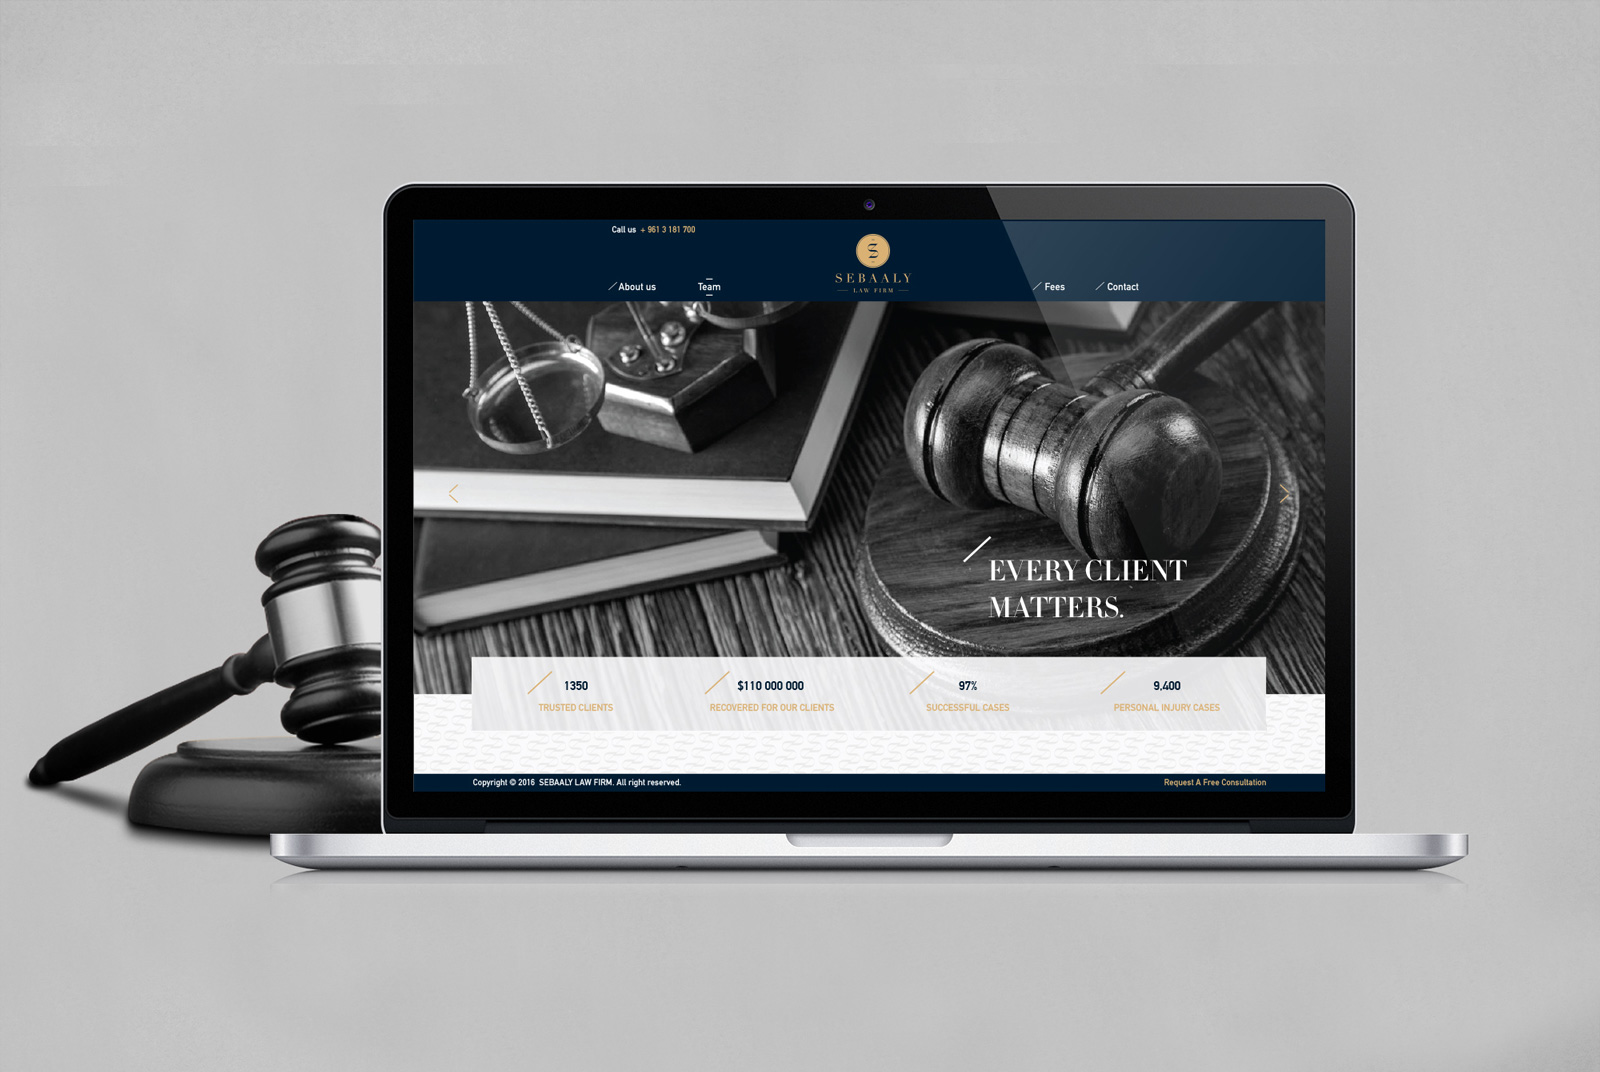 Call us + 961 3 181 700
S
SEBAALY
LAW FIRM
About us
Team
Fees
Contact
EVERY CLIENT
MATTERS.
1350
TRUSTED CLIENTS
$110 000 000
RECOVERED FOR OUR CLIENTS
97%
SUCCESSFUL CASES
9,400
PERSONAL INJURY CASES
Copyright © 2016 SEBAALY LAW FIRM. All right reserved.
Request A Free Consultation